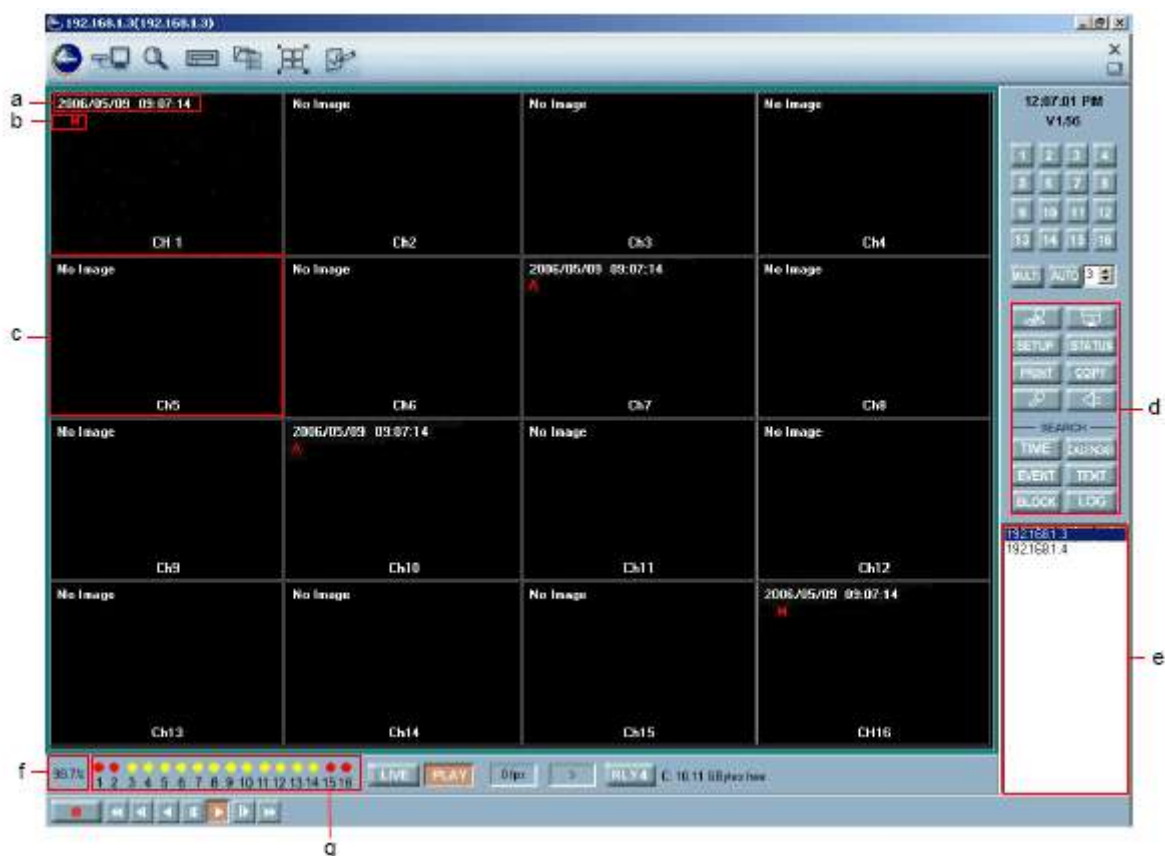 192.168.1.3(192.168.1.3)
12:07:01 PM
V1.56
a
2006/05/09 09:07:14
No Image
No Image
No Image
b
CH 1
Ch2
Ch3
Ch4
1 2 3 4
5 6 7 8
9 10 11 12
13 14 15 16
MULTI AUTO 3
c
No Image
No Image
2006/05/09 09:07:14
No Image
A
Ch5
Ch6
Ch7
Ch8
SETUP STATUS
PRINT COPY
d
SEARCH
TIME CALENDAR
EVENT TEXT
BLOCK LOG
No Image
2006/05/09 09:07:14
No Image
No Image
A
Ch9
Ch10
Ch11
Ch12
192.168.1.3
192.168.1.4
e
No Image
No Image
No Image
2006/05/09 09:07:14
Ch13
Ch14
Ch15
CH16
f
1 2 3 4 5 6 7 8 9 10 11 12 13 14 15 16
LIVE PLAY RLY4 C: 10.11 GBytes free
g